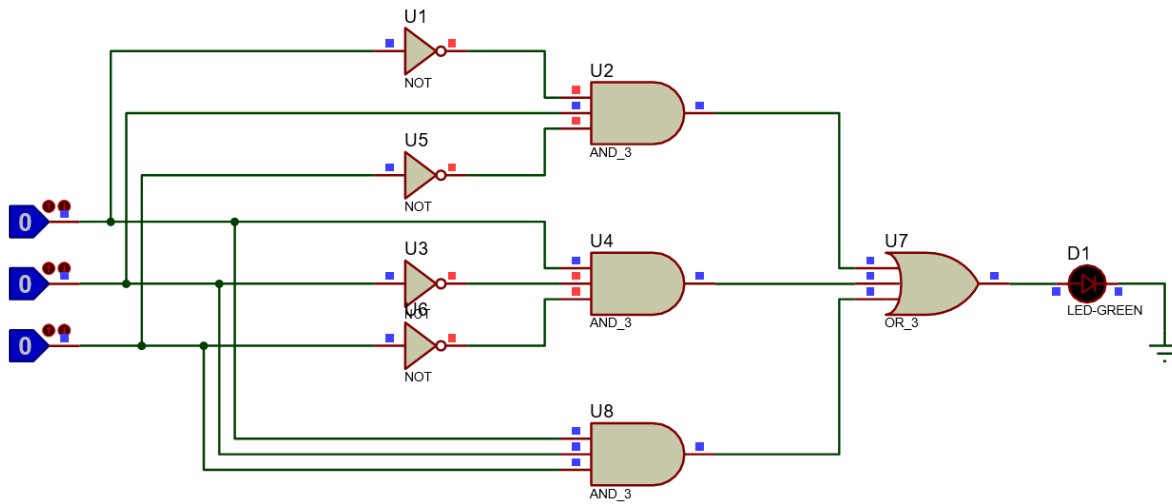 U1
NOT
U2
AND_3
U5
NOT
0
0
0
U3
NOT
U6
NOT
U4
AND_3
U7
OR_3
D1
LED-GREEN
U8
AND_3